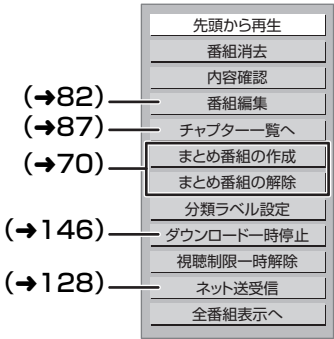 先頭から再生
番組消去
内容確認
(➜82) 番組編集
(➜87) チャプター一覧へ
(➜70) まとめ番組の作成
まとめ番組の解除
分類ラベル設定
(➜146) ダウンロード一時停止
視聴制限一時解除
(➜128) ネット送受信
全番組表示へ